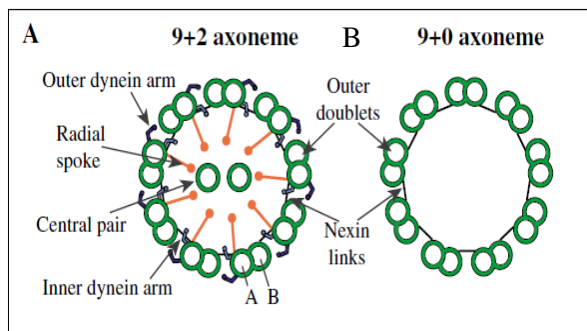 A 9+2 axoneme B 9+0 axoneme
Outer dynein arm
Outer
doublets
Radial
spoke
Central pair
Nexin
links
Inner dynein arm
A B